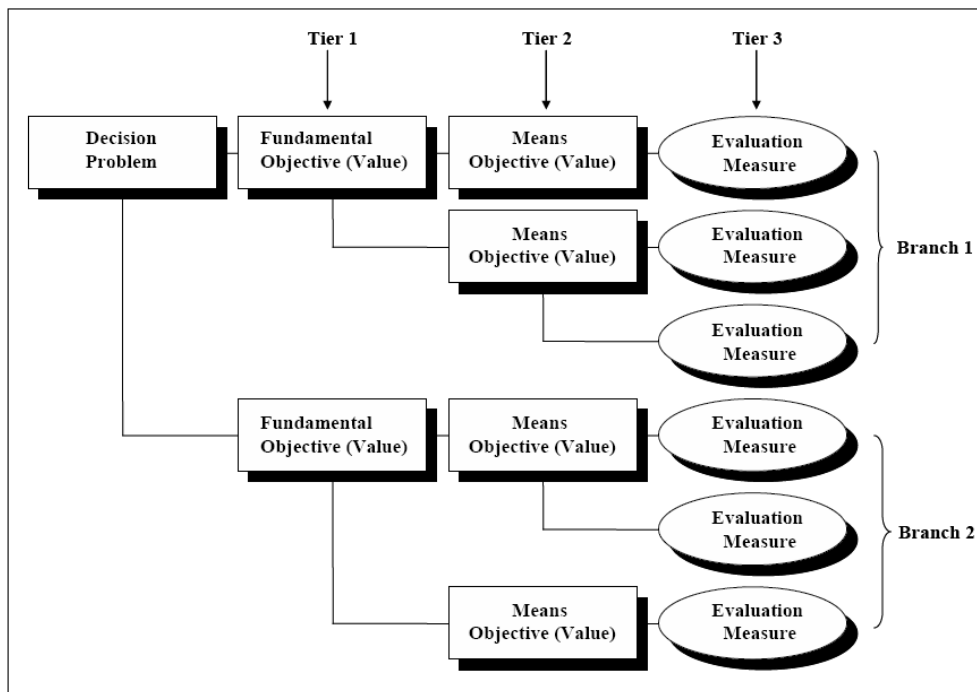 Tier 1
Tier 2
Tier 3
Decision
Problem
Fundamental
Objective (Value)
Means
Objective (Value)
Evaluation
Measure
Means
Objective (Value)
Evaluation
Measure
Branch 1
Evaluation
Measure
Fundamental
Objective (Value)
Means
Objective (Value)
Evaluation
Measure
Evaluation
Measure
Branch 2
Means
Objective (Value)
Evaluation
Measure